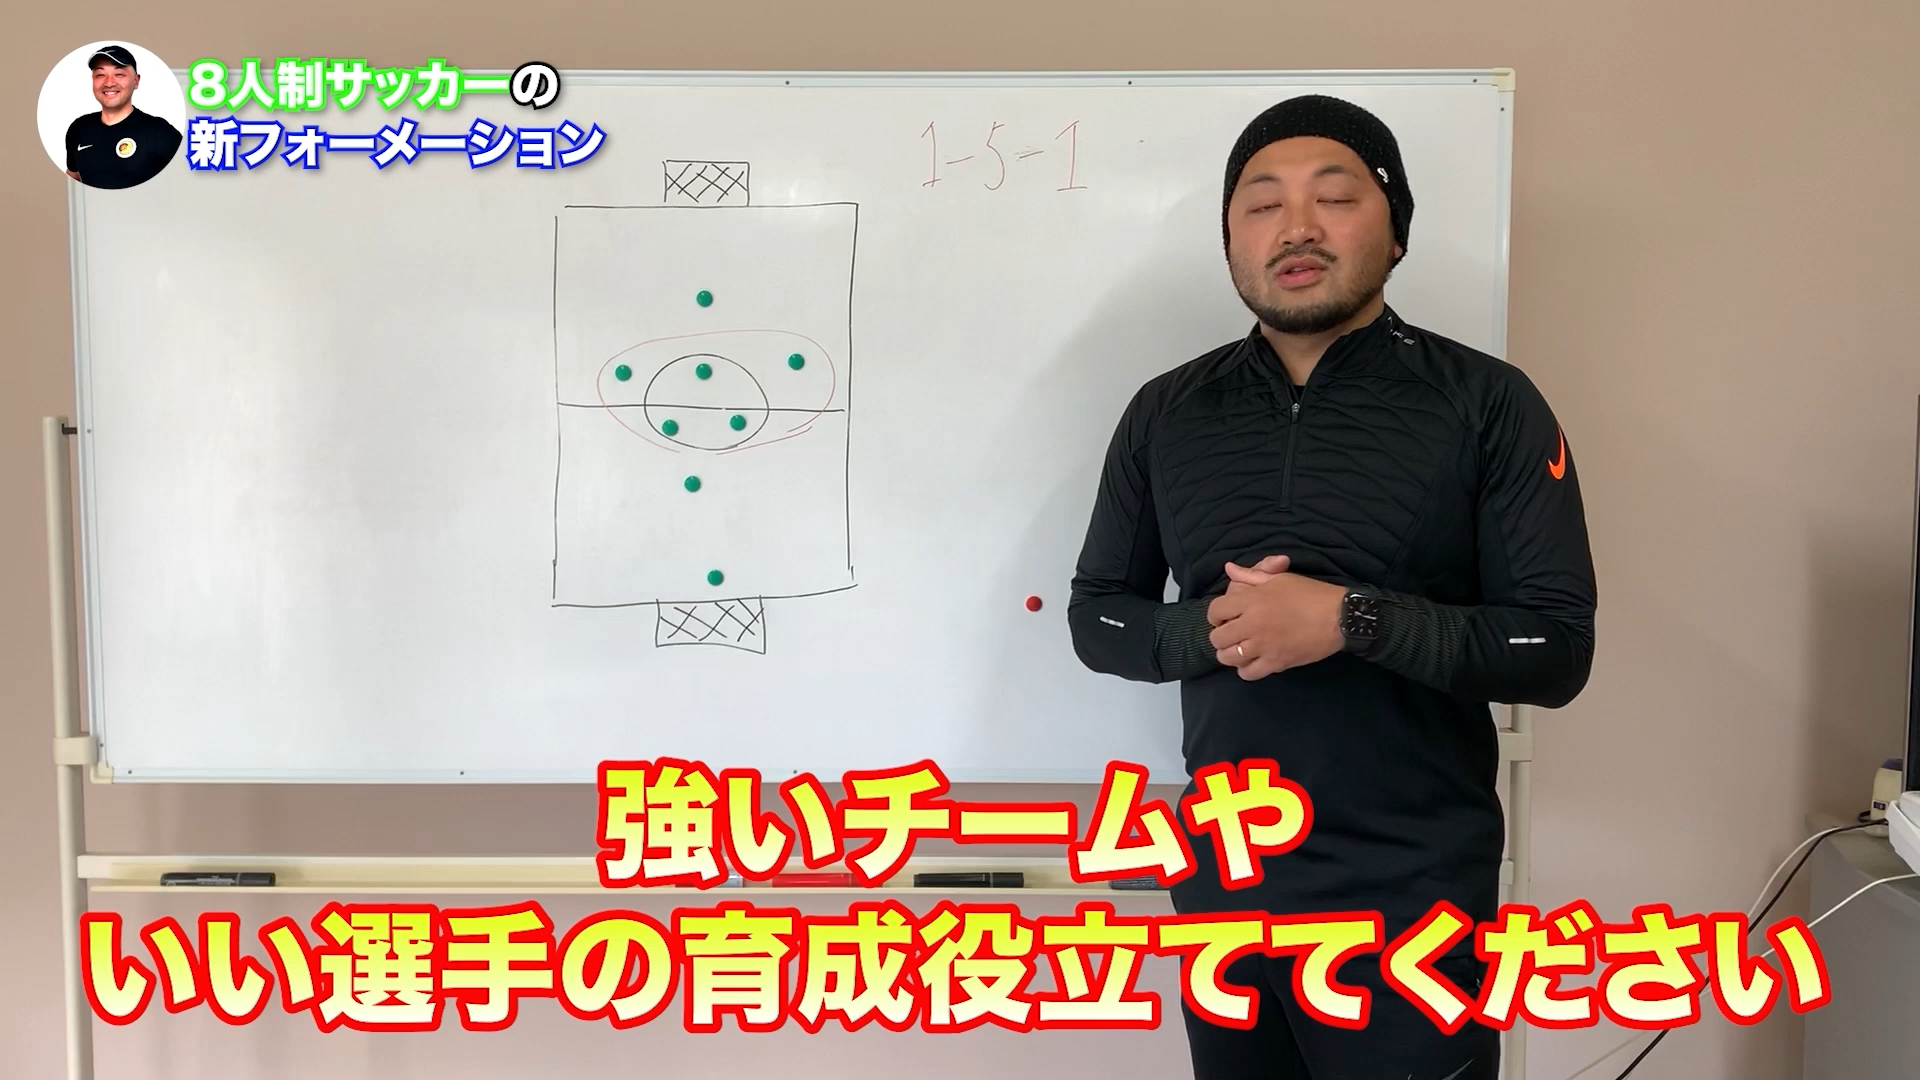 8人制サッカーの
新フォーメーション
1-5-1
強いチームや
いい選手の育成役立ててください